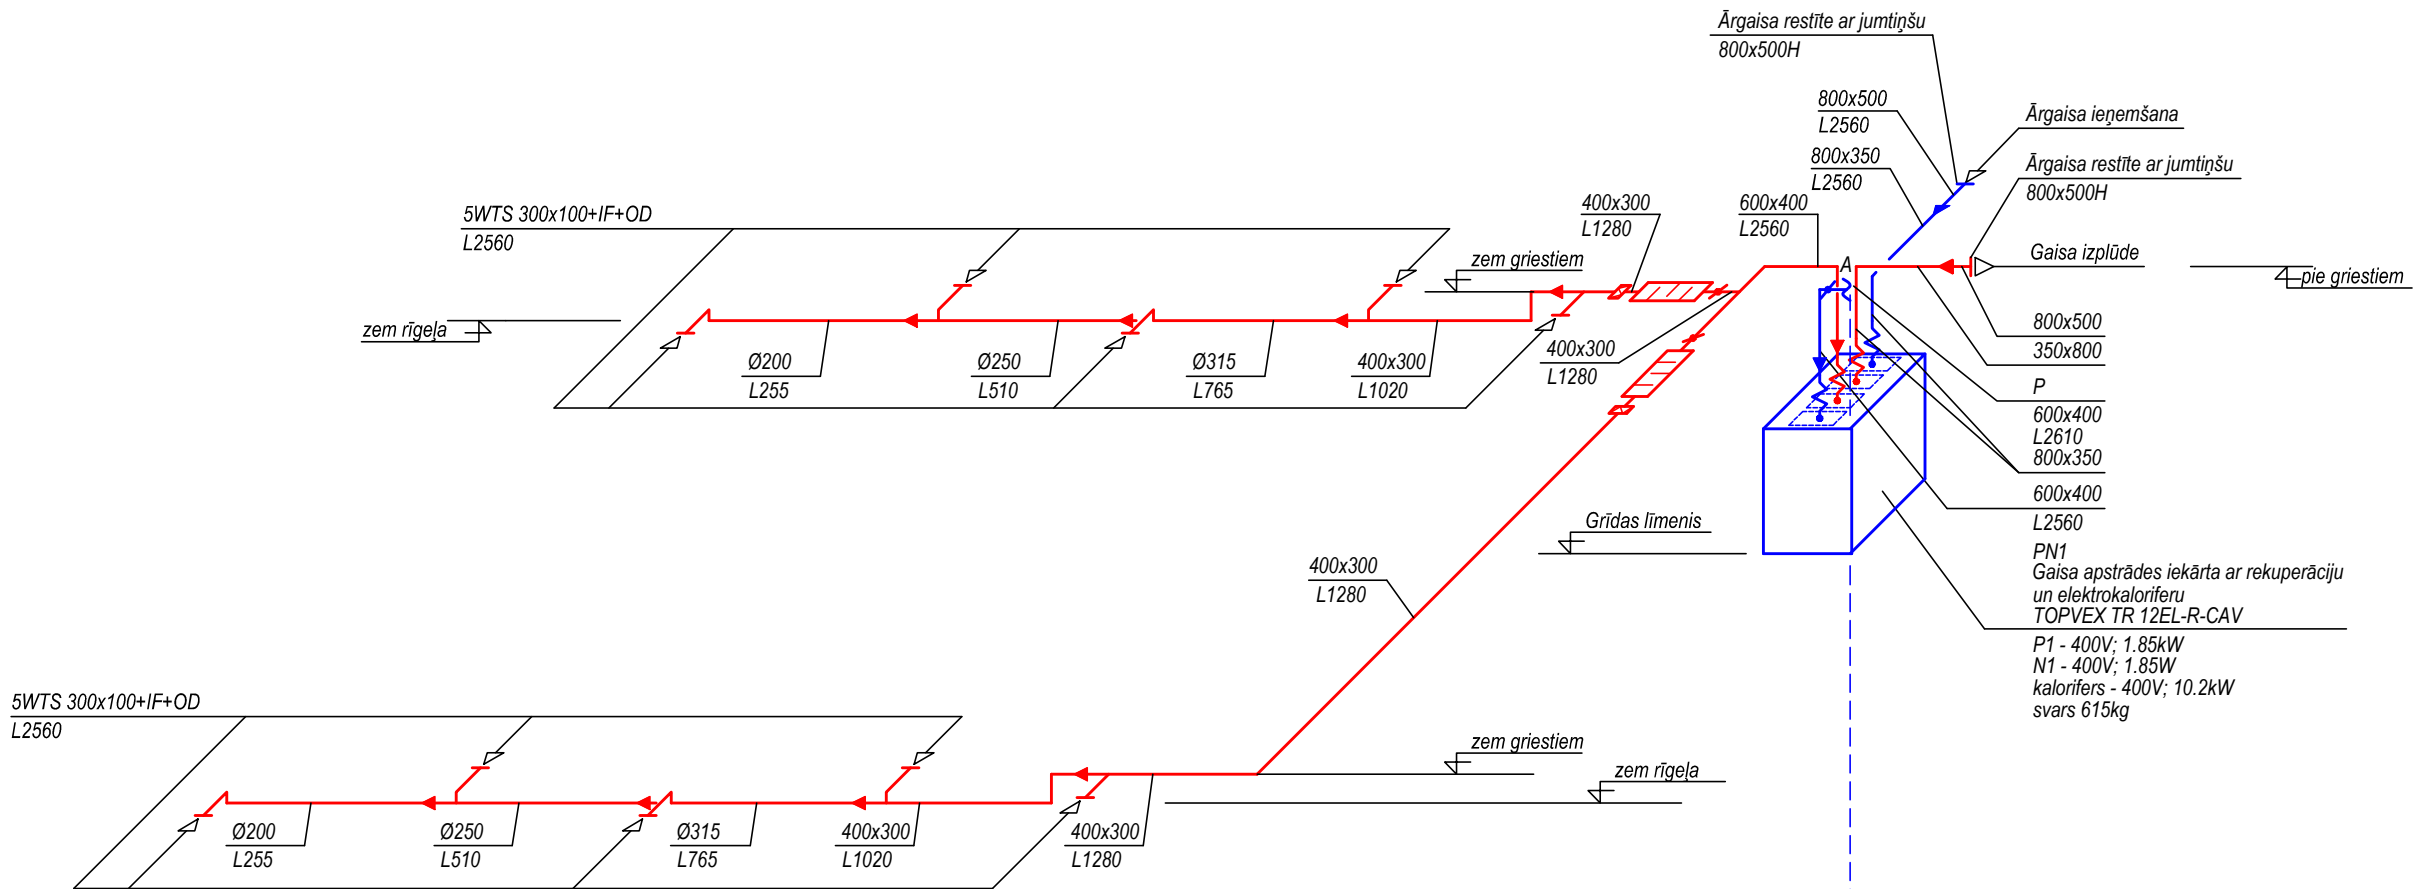 Ārgaisa restīte ar jumtiņšu
800x500H
800x500
L2560
Ārgaisa ieņemšana
800x350
L2560
Ārgaisa restīte ar jumtiņšu
800x500H
5WTS 300x100+IF+OD
L2560
400x300
L1280
600x400
L2560
zem griestiem
A
Gaisa izplūde
pie griestiem
zem rīgeļa
Ø200
L255
Ø250
L510
Ø315
L765
400x300
L1020
400x300
L1280
800x500
350x800
P
600x400
L2610
800x350
600x400
L2560
Grīdas līmenis
400x300
L1280
PN1
Gaisa apstrādes iekārta ar rekuperāciju
un elektrokaloriferu
TOPVEX TR 12EL-R-CAV
P1 - 400V; 1.85kW
N1 - 400V; 1.85W
kalorifers - 400V; 10.2kW
svars 615kg
5WTS 300x100+IF+OD
L2560
zem griestiem
zem rīgeļa
Ø200
L255
Ø250
L510
Ø315
L765
400x300
L1020
400x300
L1280